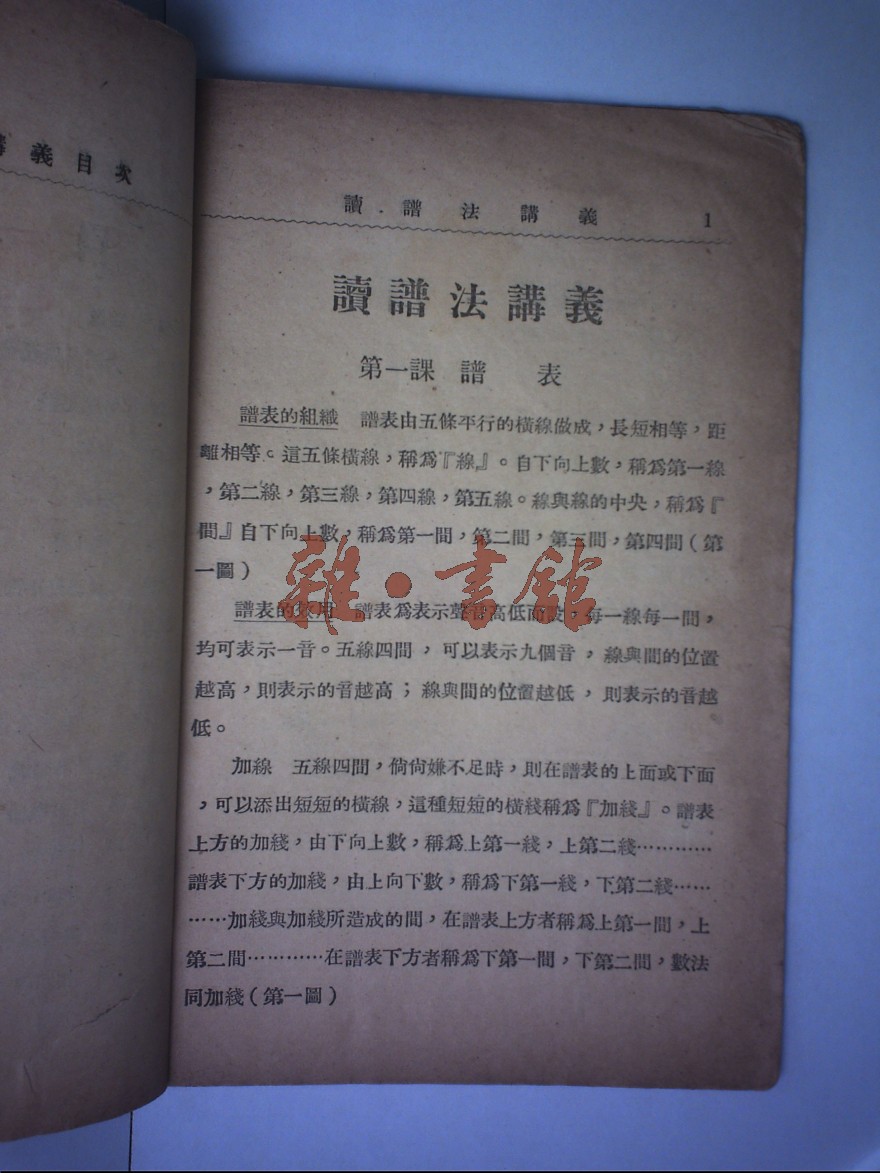 義目次
讀譜法講義 1
讀譜法講義
第一課 譜 表
譜表的組織 譜表由五條平行的橫線做成，長短相等，距
離相等。這五條橫線，稱爲『線』。自下向上數，稱爲第一線
，第二線，第三線，第四線，第五線。線與線的中央，稱爲『
間』自下向上數，稱爲第一間，第二間，第三間，第四間（第
一圖）
雜·書館
譜表的效用 譜表爲表示聲音高低而設，每一線每一間，
均可表示一音。五線四間，可以表示九個音，線與間的位置
越高，則表示的音越高；線與間的位置越低，則表示的音越
低。
加線 五線四間，倘尙嫌不足時，則在譜表的上面或下面
，可以添出短短的橫線，這種短短的橫綫稱爲『加綫』。譜表
上方的加綫，由下向上數，稱爲上第一綫，上第二綫…………
譜表下方的加綫，由上向下數，稱爲下第一綫，下第二綫……
……加綫與加綫所造成的間，在譜表上方者稱爲上第一間，上
第二間…………在譜表下方者稱爲下第一間，下第二間，數法
同加綫（第一圖）